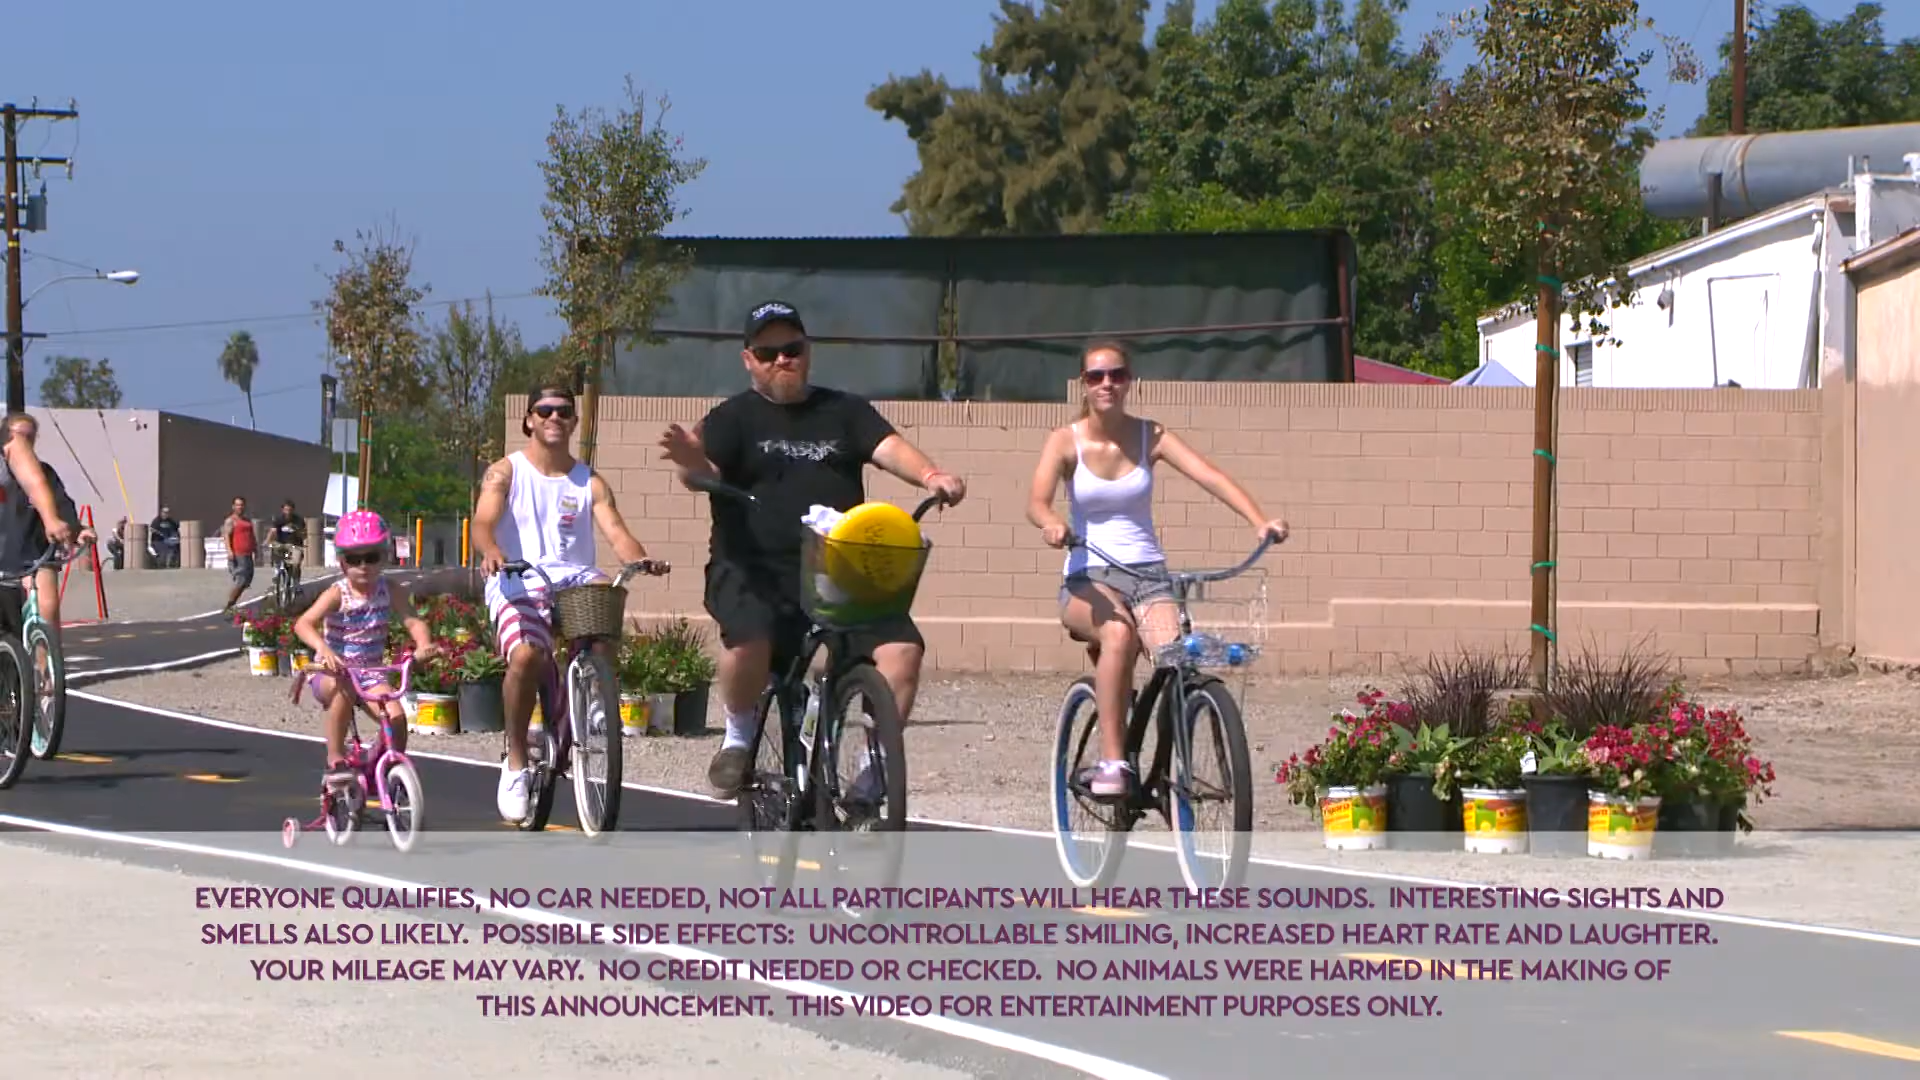 EVERYONE QUALIFIES, NO CAR NEEDED, NOT ALL PARTICIPANTS WILL HEAR THESE SOUNDS. INTERESTING SIGHTS AND
SMELLS ALSO LIKELY. POSSIBLE SIDE EFFECTS: UNCONTROLLABLE SMILING, INCREASED HEART RATE AND LAUGHTER.
YOUR MILEAGE MAY VARY. NO CREDIT NEEDED OR CHECKED. NO ANIMALS WERE HARMED IN THE MAKING OF
THIS ANNOUNCEMENT. THIS VIDEO FOR ENTERTAINMENT PURPOSES ONLY.